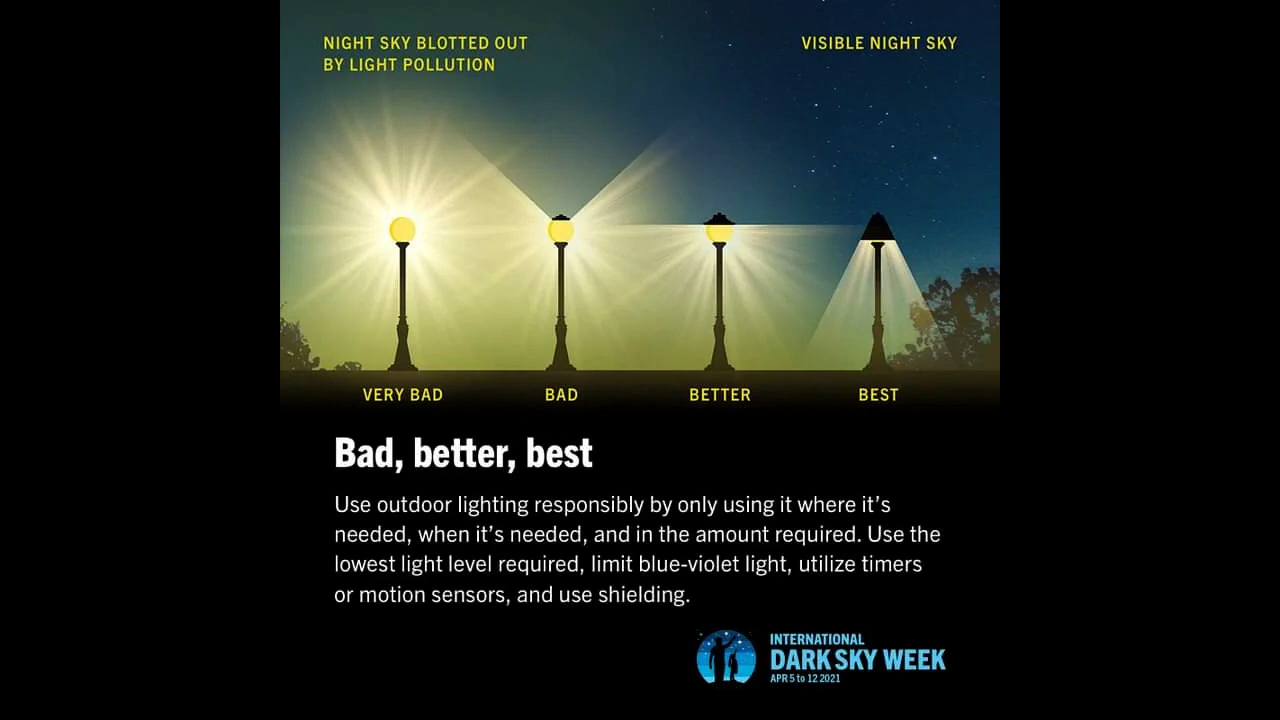 NIGHT SKY BLOTTED OUT
BY LIGHT POLLUTION
VISIBLE NIGHT SKY
VERY BAD
BAD
BETTER
BEST
Bad, better, best
Use outdoor lighting responsibly by only using it where it’s
needed, when it’s needed, and in the amount required. Use the
lowest light level required, limit blue-violet light, utilize timers
or motion sensors, and use shielding.
INTERNATIONAL
DARK SKY WEEK
APR 5 to 12 2021